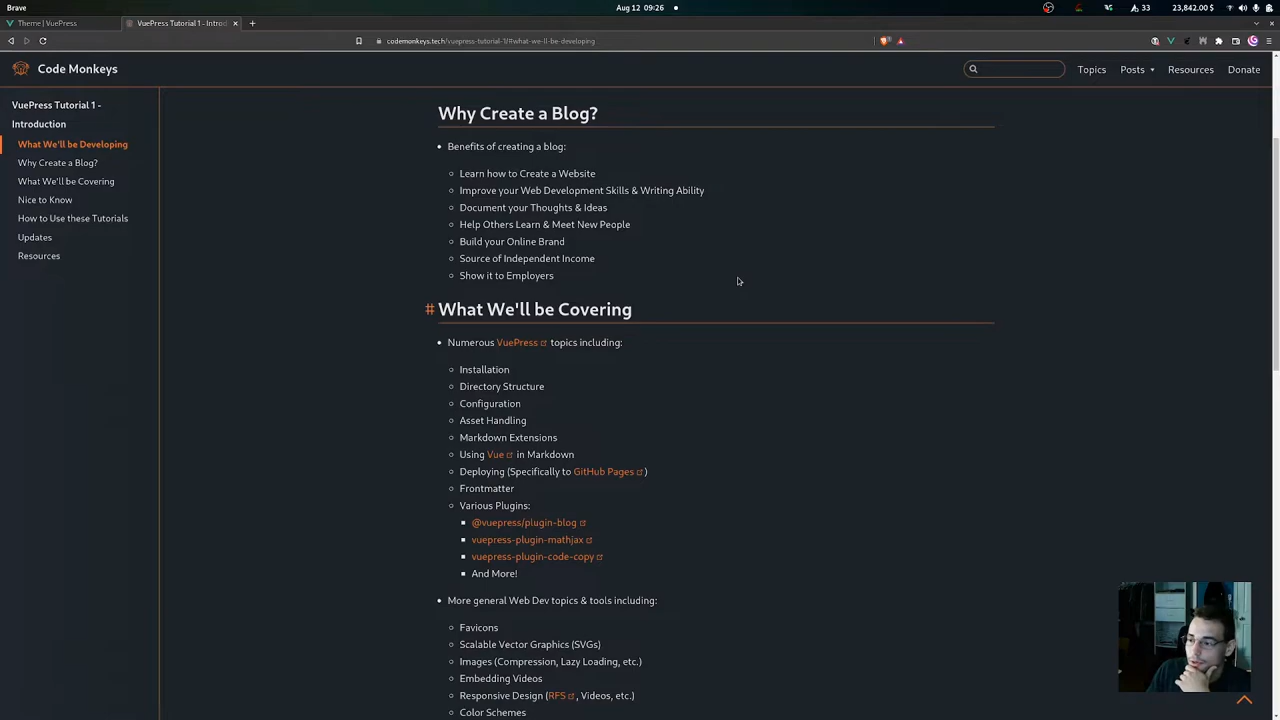 Brave
Aug 12 09:26
33
23,842.00 $
Theme | VuePress
VuePress Tutorial 1 - Introd
codemonkeys.tech/vuepress-tutorial-1/#what-we-ll-be-developing
Code Monkeys
Topics
Posts
Resources
Donate
VuePress Tutorial 1 -
Introduction
What We'll be Developing
Why Create a Blog?
What We'll be Covering
Nice to Know
How to Use these Tutorials
Updates
Resources
Why Create a Blog?
Benefits of creating a blog:
Learn how to Create a Website
Improve your Web Development Skills & Writing Ability
Document your Thoughts & Ideas
Help Others Learn & Meet New People
Build your Online Brand
Source of Independent Income
Show it to Employers
# What We'll be Covering
Numerous VuePress topics including:
Installation
Directory Structure
Configuration
Asset Handling
Markdown Extensions
Using Vue in Markdown
Deploying (Specifically to GitHub Pages )
Frontmatter
Various Plugins:
@vuepress/plugin-blog
vuepress-plugin-mathjax
vuepress-plugin-code-copy
And More!
More general Web Dev topics & tools including:
Favicons
Scalable Vector Graphics (SVGs)
Images (Compression, Lazy Loading, etc.)
Embedding Videos
Responsive Design (RFS , Videos, etc.)
Color Schemes